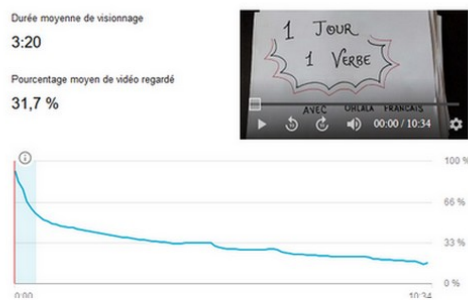 Durée moyenne de visionnage
3:20
Pourcentage moyen de vidéo regardé
31,7 %
1 JOUR
1 VERBE
AVEC OHLALA FRANÇAIS
00:00 / 10:34
100 %
66 %
33 %
0 %
0:00
10:34